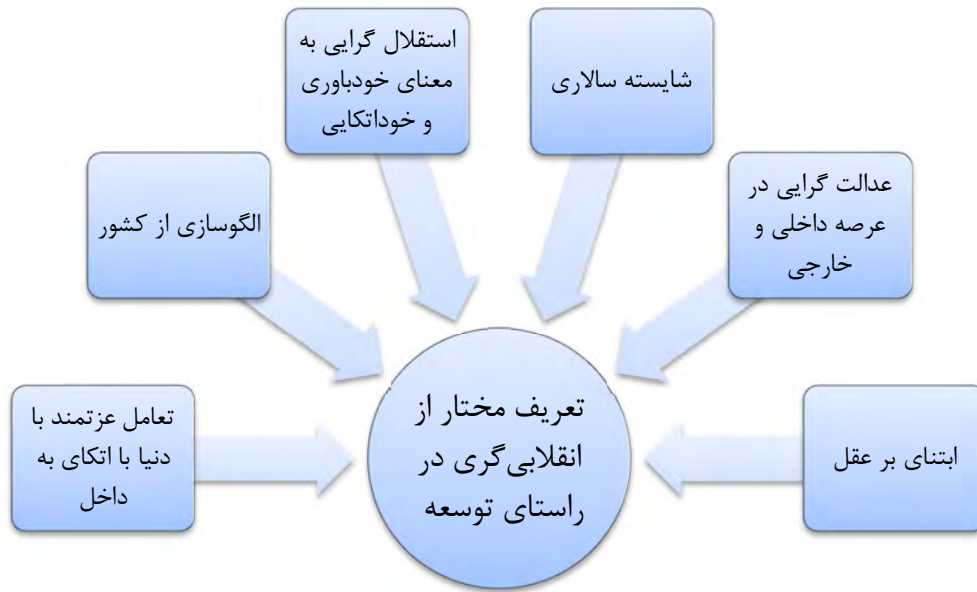 استقلال گرایی به
معنای خودباوری
و خوداتکایی
شایسته سالاری
عدالت گرایی در
عرصه داخلی و
خارجی
الگوسازی از کشور
ابتنای بر عقل
تعامل عزتمند با
دنیا با اتکای به
داخل
تعریف مختار از
انقلابی‌گری در
راستای توسعه